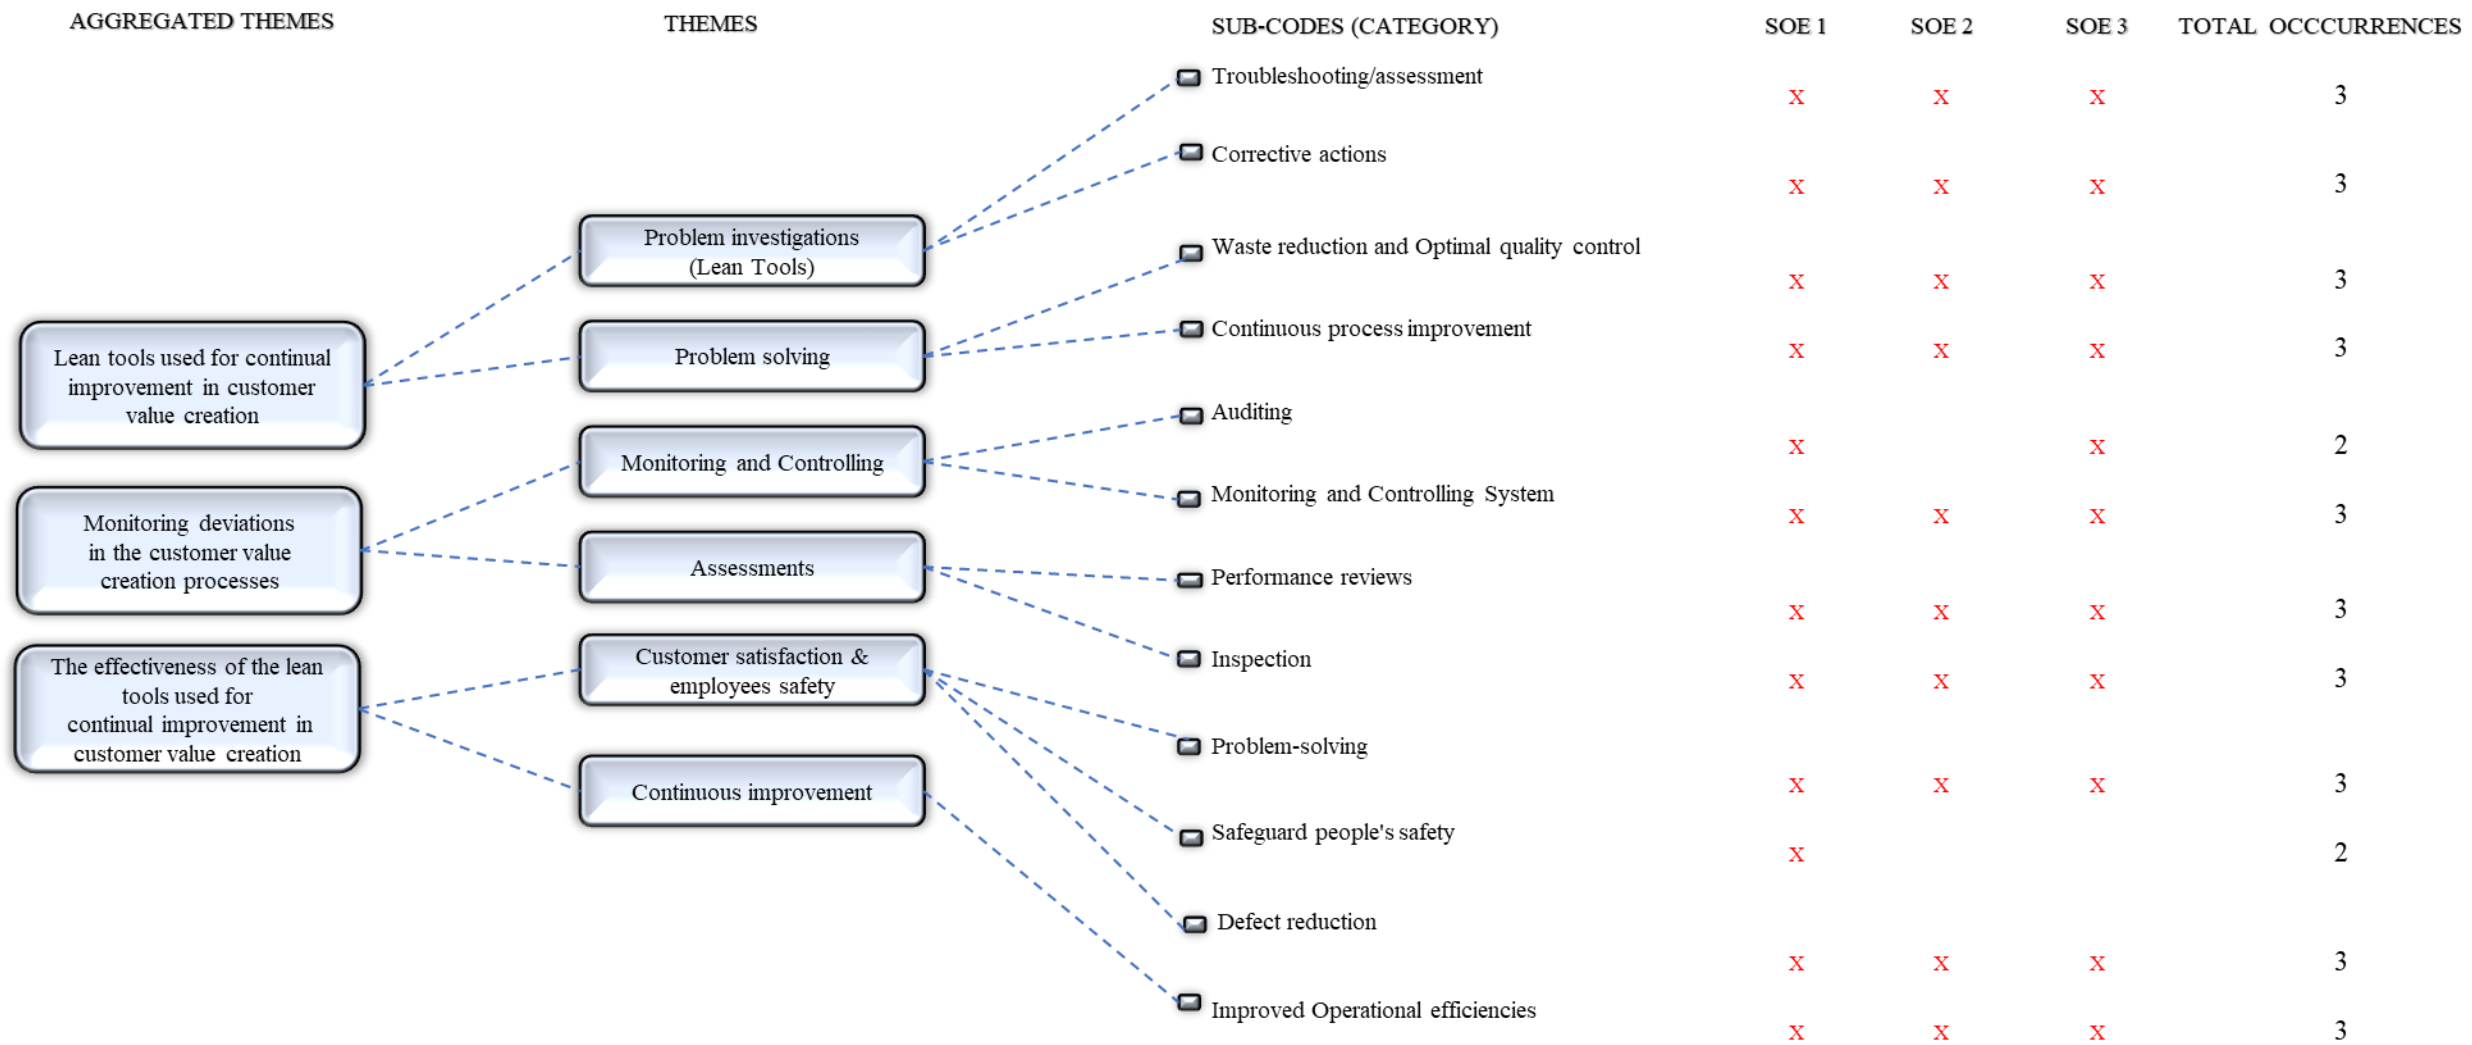 AGGREGATED THEMES
THEMES
SUB-CODES (CATEGORY)
SOE 1
SOE 2
SOE 3
TOTAL OCCCURRENCES
Lean tools used for continual
improvement in customer
value creation
Monitoring deviations
in the customer value
creation processes
The effectiveness of the lean
tools used for
continual improvement in
customer value creation
Problem investigations
(Lean Tools)
Problem solving
Monitoring and Controlling
Assessments
Customer satisfaction &
employees safety
Continuous improvement
Troubleshooting/assessment
X X X 3
Corrective actions
X X X 3
Waste reduction and Optimal quality control
X X X 3
Continuous process improvement
X X X 3
Auditing
X X 2
Monitoring and Controlling System
X X X 3
Performance reviews
X X X 3
Inspection
X X X 3
Problem-solving
X X X 3
Safeguard people's safety
X 2
Defect reduction
X X X 3
Improved Operational efficiencies
X X X 3